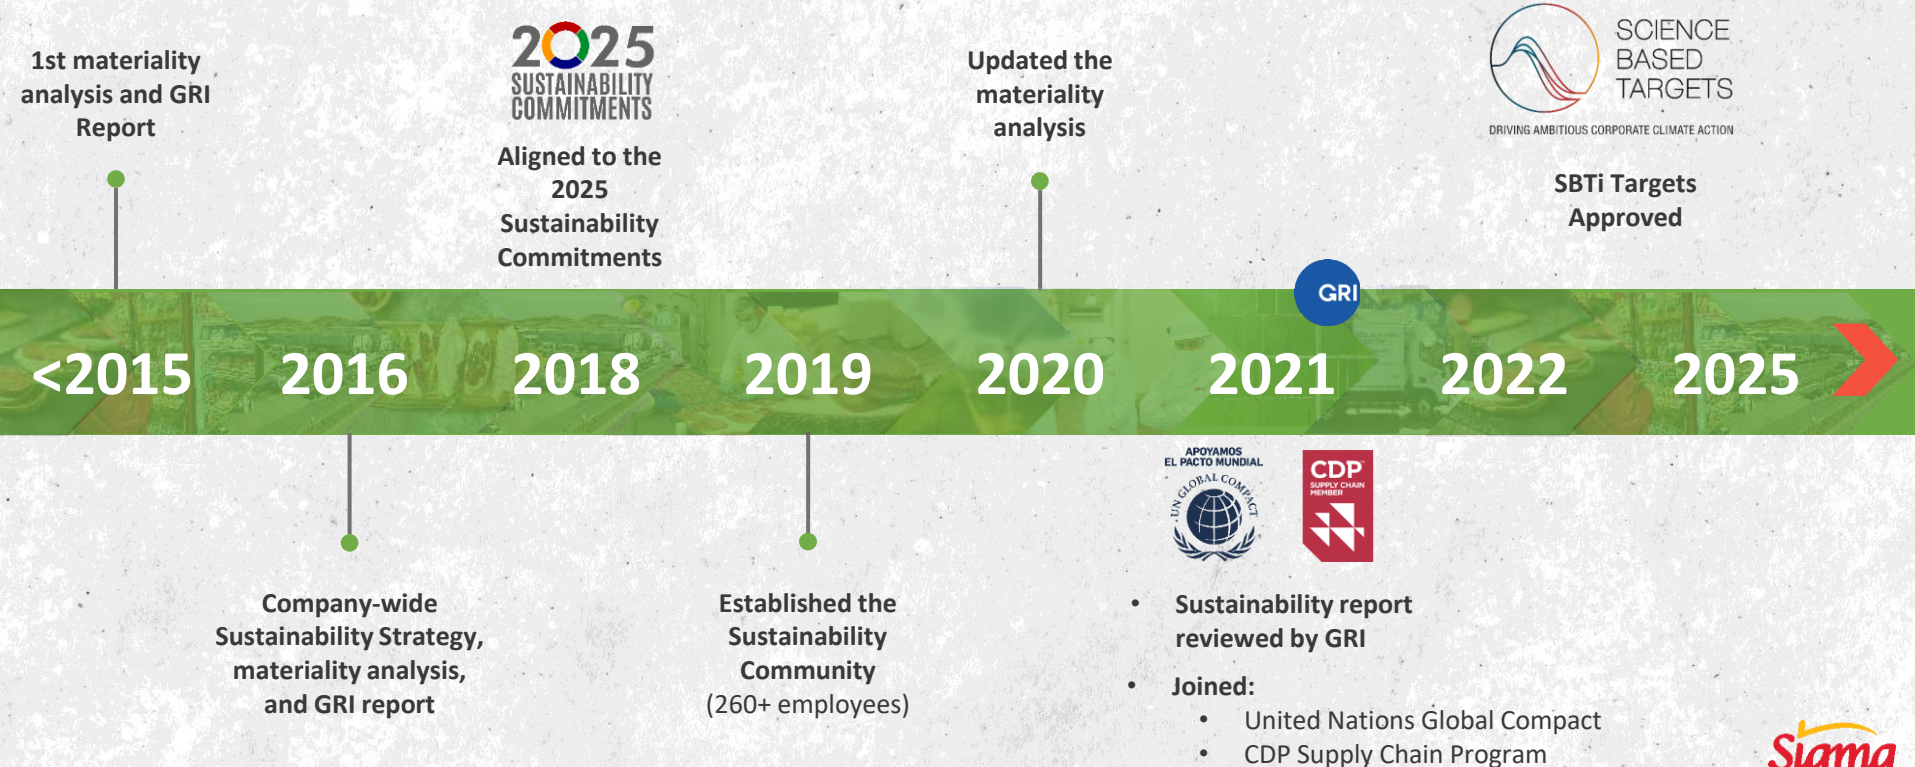 1st materiality
analysis and GRI
Report
2025
SUSTAINABILITY
COMMITMENTS
Aligned to the
2025
Sustainability
Commitments
Updated the
materiality
analysis
SCIENCE
BASED
TARGETS
DRIVING AMBITIOUS CORPORATE CLIMATE ACTION
SBTi Targets
Approved
GRI
<2015 2016 2018 2019 2020 2021 2022 2025
Company-wide
Sustainability Strategy,
materiality analysis,
and GRI report
Established the
Sustainability
Community
(260+ employees)
APOYAMOS
EL PACTO MUNDIAL
UN GLOBAL COMPACT
CDP
SUPPLY CHAIN
MEMBER
• Sustainability report
reviewed by GRI
• Joined:
• United Nations Global Compact
• CDP Supply Chain Program
Sigma